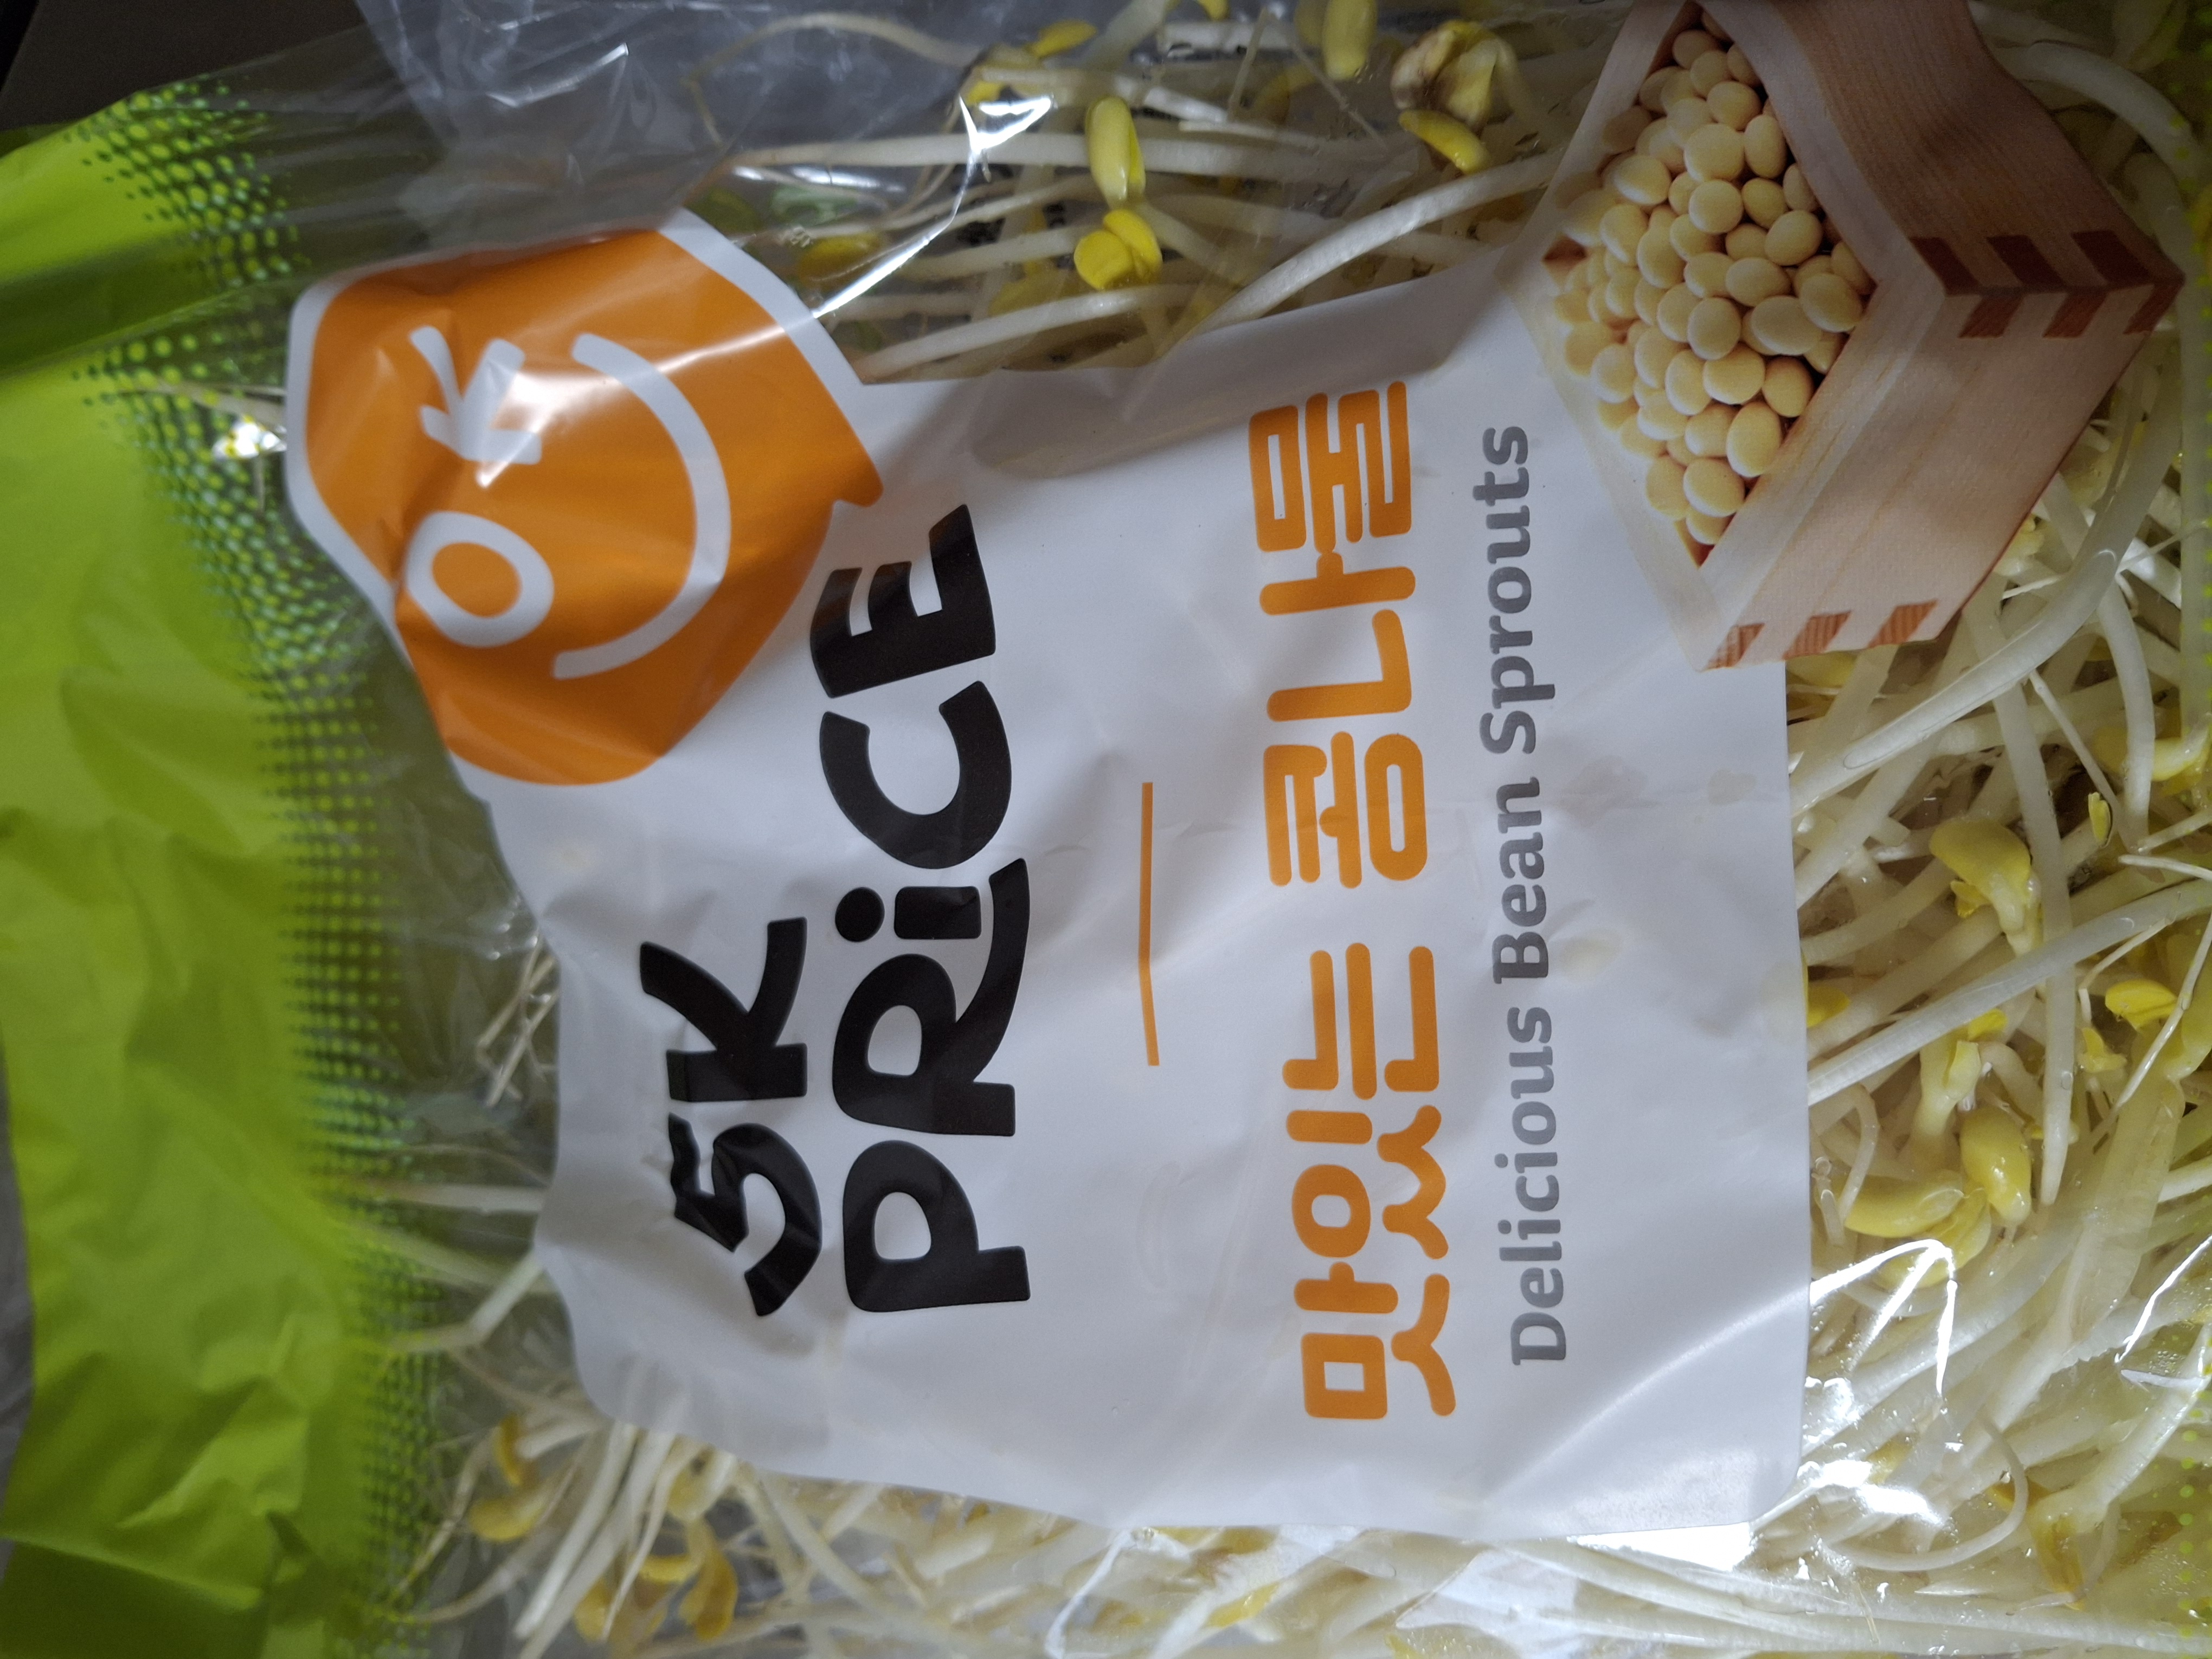 5K
PRiCE
맛있는 콩나물
Delicious Bean Sprouts